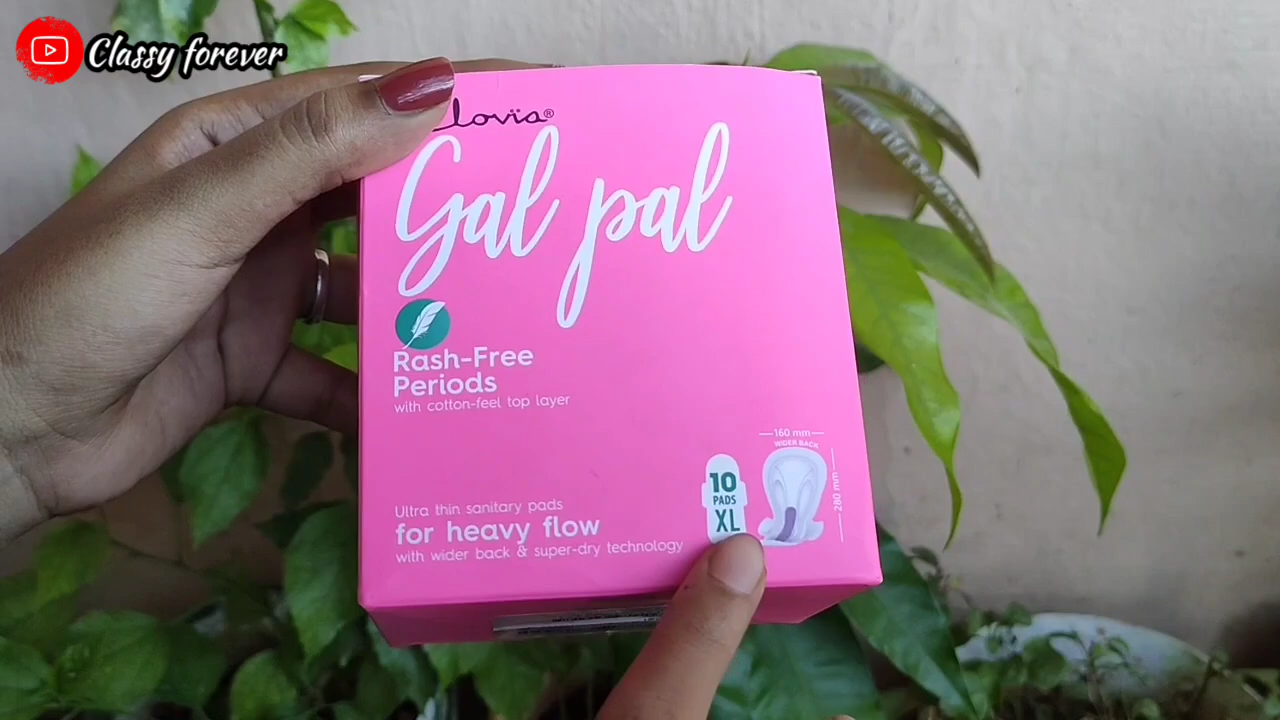 Classy forever
lovia®
Gal pal
Rash-Free
Periods
with cotton-feel top layer
Ultra thin sanitary pads
for heavy flow
with wider back & super-dry technology
10
PADS
XL
160 mm
WIDER BACK
280 mm